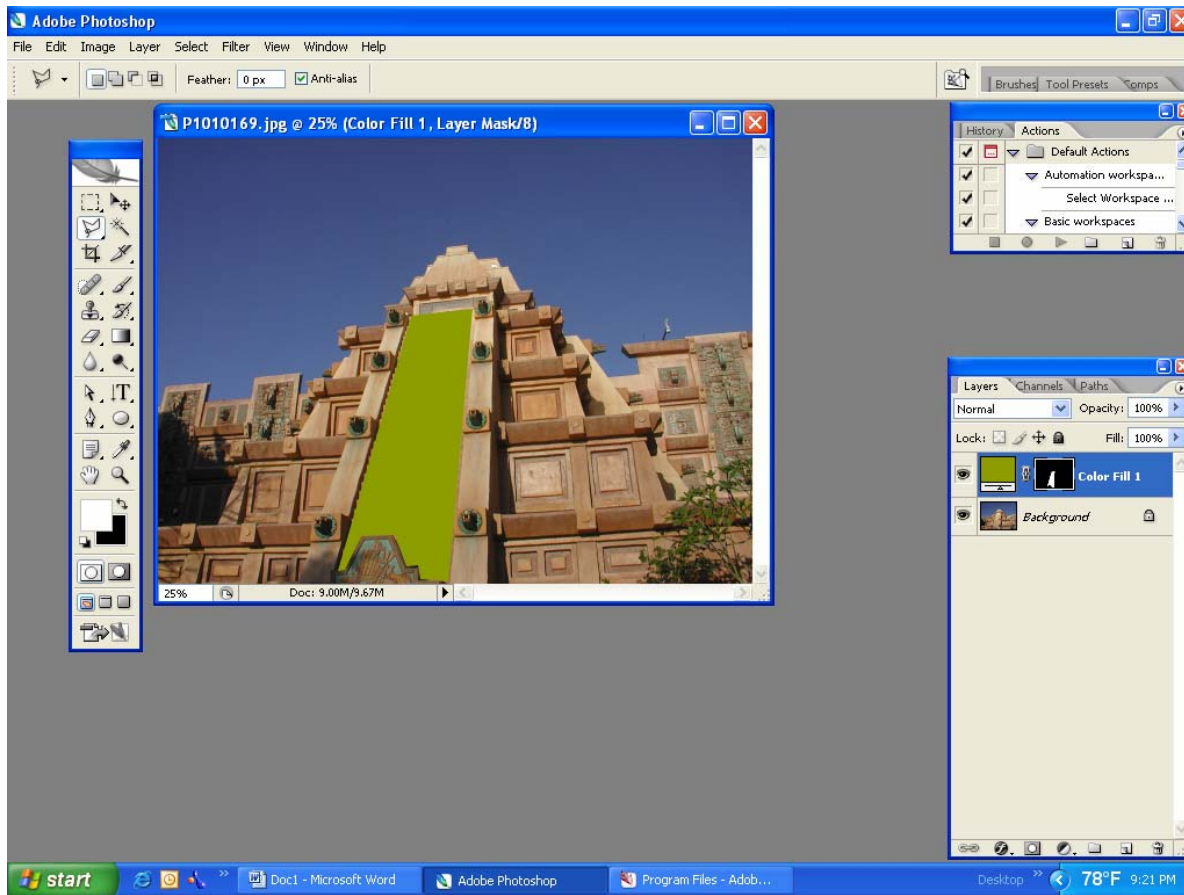 Adobe Photoshop
File Edit Image Layer Select Filter View Window Help
Feather: 0 px Anti-alias
Brushes Tool Presets Comps
P1010169.jpg @ 25% (Color Fill 1, Layer Mask/8)
History Actions
Default Actions
Automation workspa...
Select Workspace ...
Basic workspaces
T
25% Doc: 9.00M/9.67M
Layers Channels Paths
Normal Opacity: 100%
Lock: Fill: 100%
Color Fill 1
Background
start Doc1 - Microsoft Word Adobe Photoshop Program Files - Adob... Desktop 78°F 9:21 PM